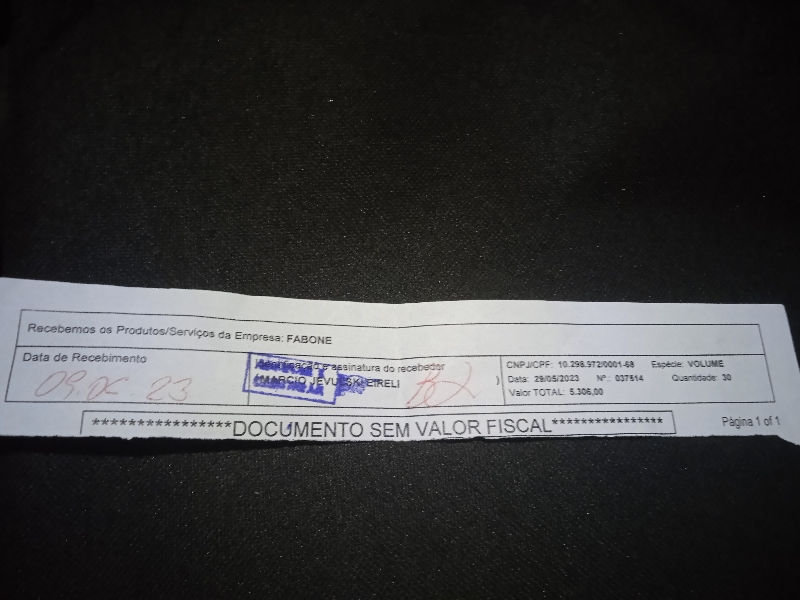 Recebemos os Produtos/Serviços da Empresa: FABONE
Data de Recebimento
09.06.23
Identificação e assinatura do recebedor
MARCIO JEVULSKI EIRELI
)
CNPJ/CPF: 10.298.972/0001-68 Espécie: VOLUME
Data: 29/05/2023 Nº.: 037514 Quantidade: 30
Valor TOTAL: 5.306,00
****************DOCUMENTO SEM VALOR FISCAL****************
Página 1 of 1